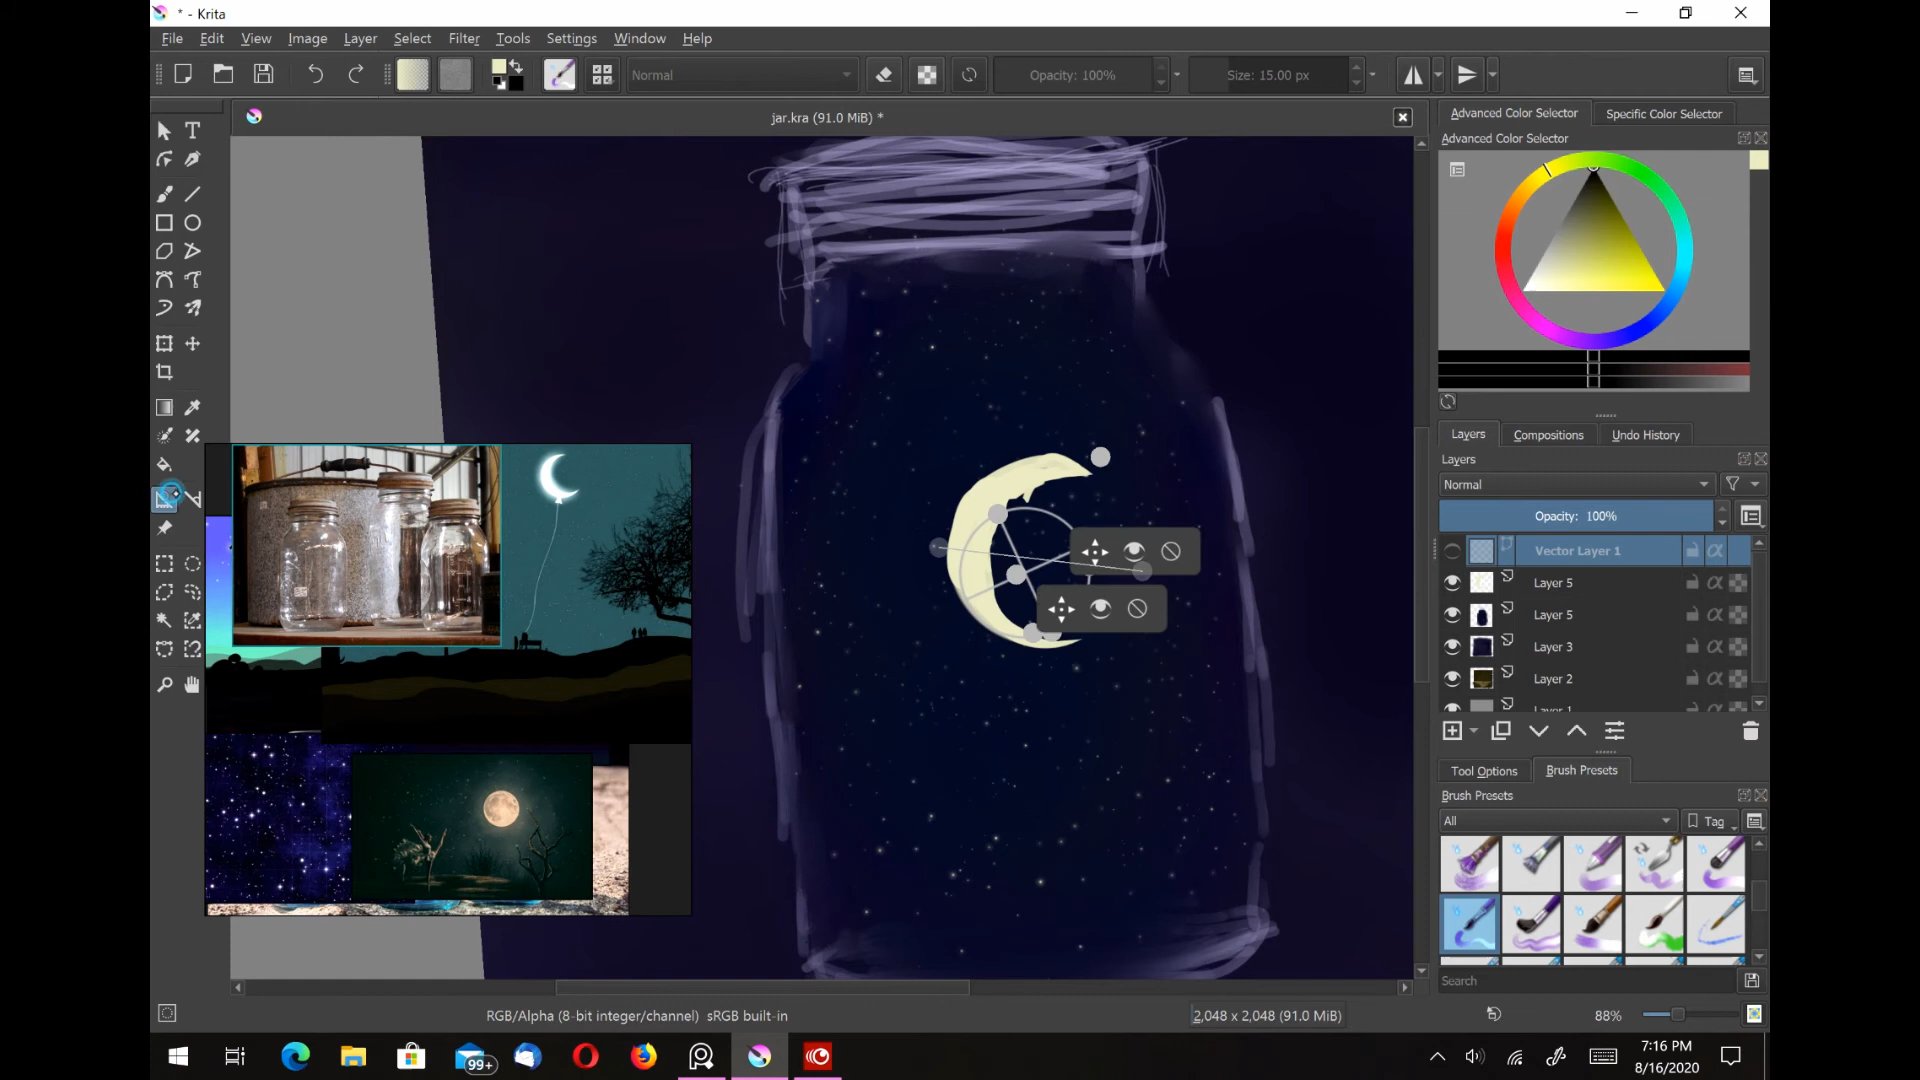 * - Krita
File Edit View Image Layer Select Filter Tools Settings Window Help
Normal
Opacity: 100%
Size: 15.00 px
jar.kra (91.0 MiB) *
Advanced Color Selector
Specific Color Selector
Advanced Color Selector
Layers
Compositions
Undo History
Layers
Normal
Opacity: 100%
Vector Layer 1
Layer 5
Layer 5
Layer 3
Layer 2
Layer 1
Tool Options
Brush Presets
Brush Presets
All
Tag
Search
RGB/Alpha (8-bit integer/channel) sRGB built-in
2,048 x 2,048 (91.0 MiB)
88%
99+
7:16 PM
8/16/2020